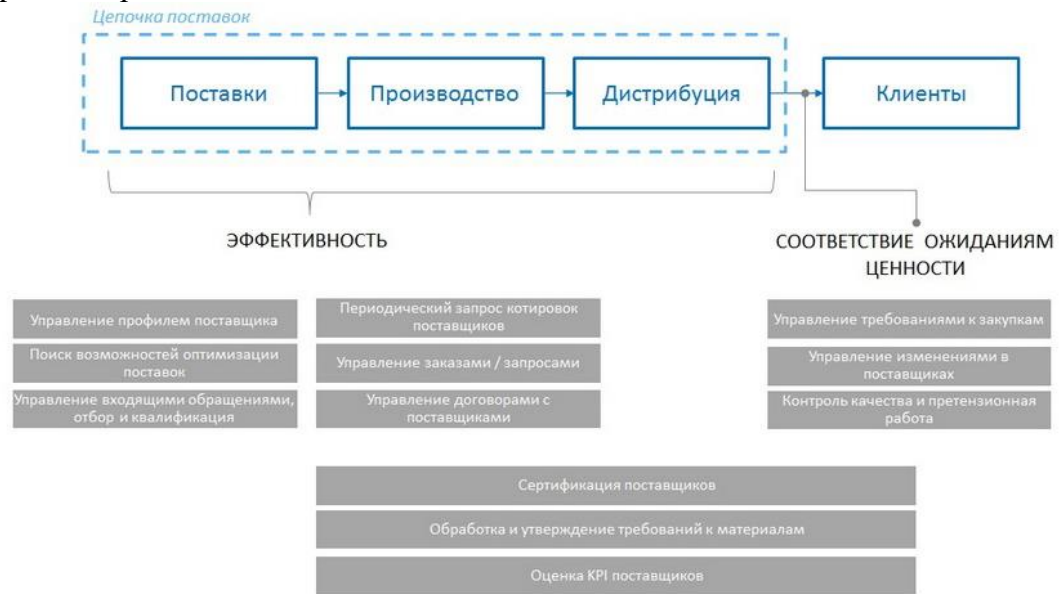 Цепочка поставок
Поставки
Производство
Дистрибуция
Клиенты
ЭФФЕКТИВНОСТЬ
СООТВЕТСТВИЕ ОЖИДАНИЯМ
ЦЕННОСТИ
Управление профилем поставщика
Поиск возможностей оптимизации
поставок
Управление входящими обращениями,
отбор и квалификация
Периодический запрос котировок
поставщиков
Управление заказами / запросами
Управление договорами с
поставщиками
Управление требованиями к закупкам
Управление изменениями в
поставщиках
Контроль качества и претензионная
работа
Сертификация поставщиков
Обработка и утверждение требований к материалам
Оценка KPI поставщиков